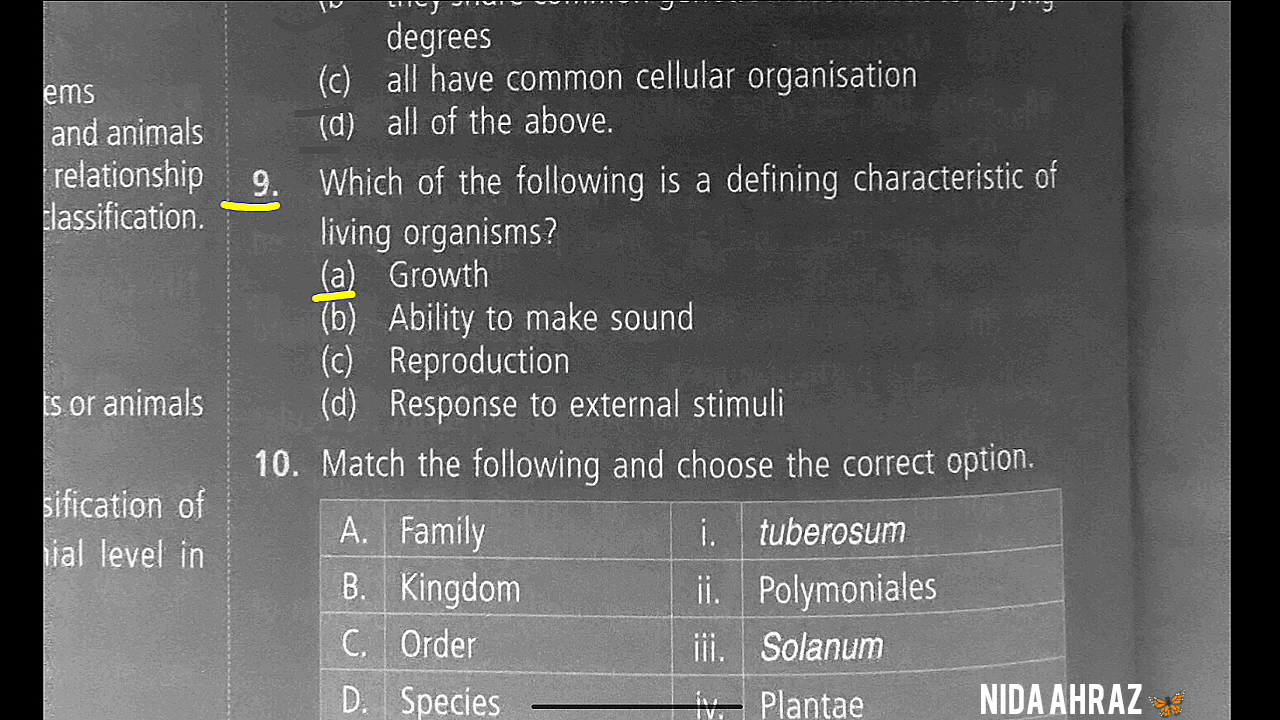 degrees
(c) all have common cellular organisation
(d) all of the above.
ems
and animals
relationship
classification.
ts or animals
sification of
nial level in
9. Which of the following is a defining characteristic of
living organisms?
(a) Growth
(b) Ability to make sound
(c) Reproduction
(d) Response to external stimuli
10. Match the following and choose the correct option.
A. Family i. tuberosum
B. Kingdom ii. Polymoniales
C. Order iii. Solanum
D. Species iv. Plantae
NIDA AHRAZ